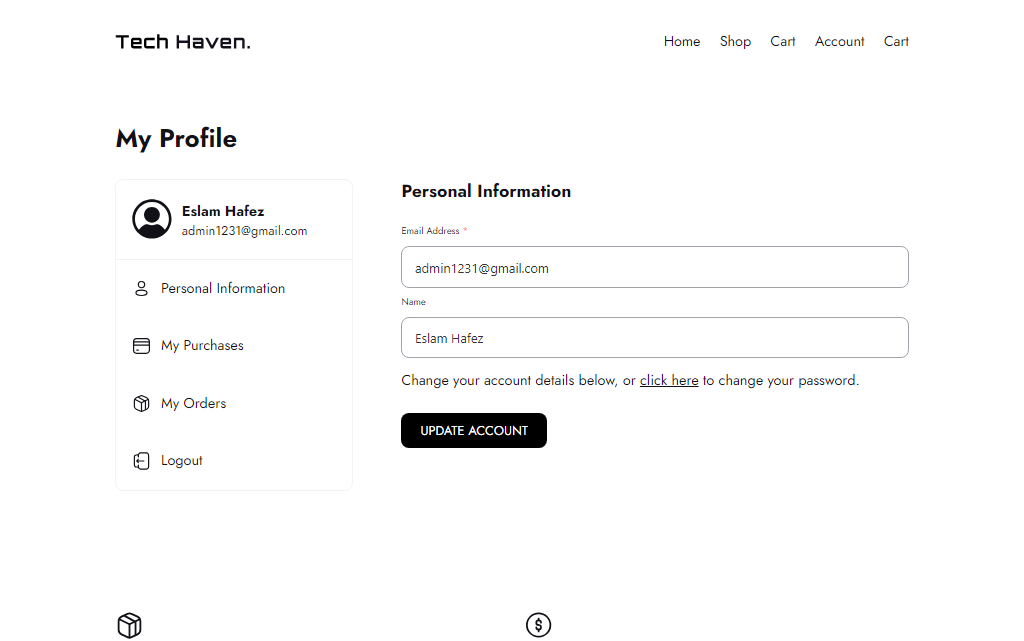 Tech Haven.
Home Shop Cart Account Cart
My Profile
Eslam Hafez
admin1231@gmail.com
Personal Information
My Purchases
My Orders
Logout
Personal Information
Email Address *
admin1231@gmail.com
Name
Eslam Hafez
Change your account details below, or click here to change your password.
UPDATE ACCOUNT